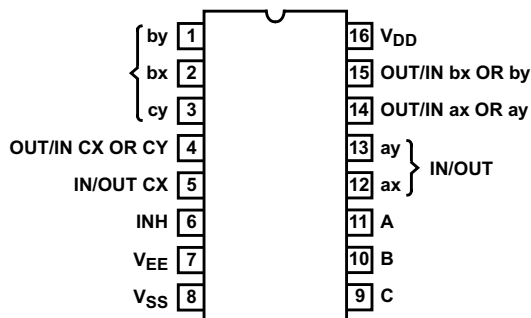 by 1 16 VDD
bx 2 15 OUT/IN bx OR by
cy 3 14 OUT/IN ax OR ay
OUT/IN CX OR CY 4 13 ay
IN/OUT
IN/OUT CX 5 12 ax
INH 6 11 A
VEE 7 10 B
VSS 8 9 C